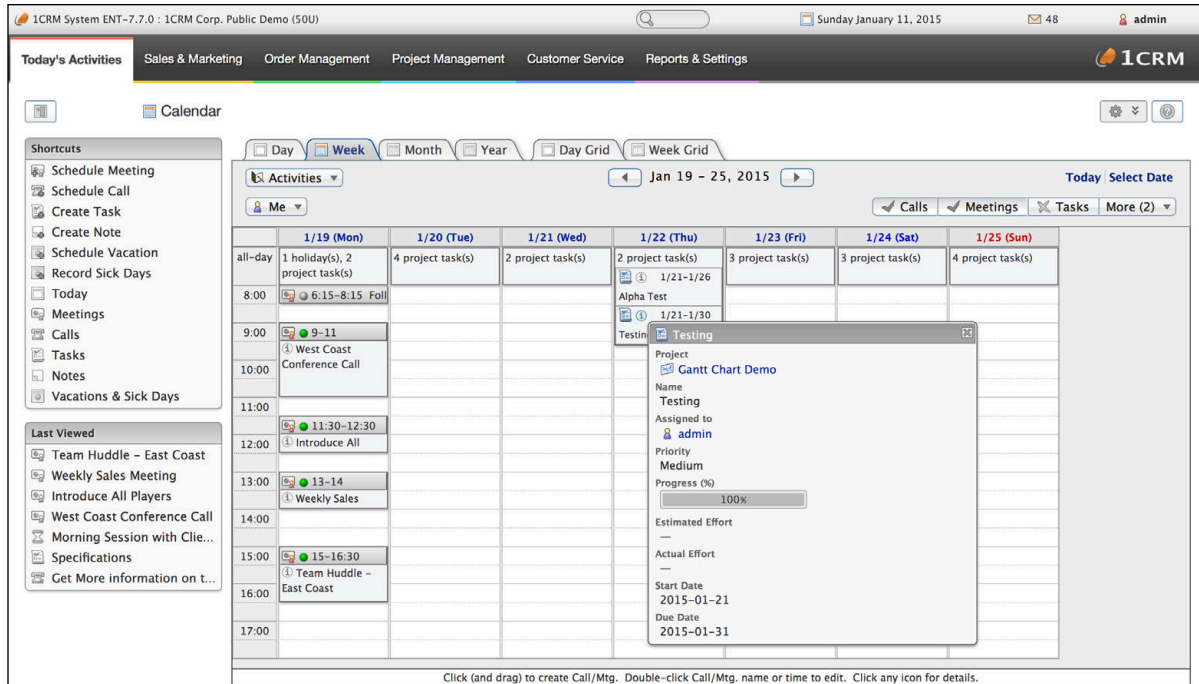 1CRM System ENT-7.7.0 : 1CRM Corp. Public Demo (50U)
Sunday January 11, 2015
48
admin
Today's Activities
Sales & Marketing
Order Management
Project Management
Customer Service
Reports & Settings
1CRM
Calendar
Shortcuts
Schedule Meeting
Schedule Call
Create Task
Create Note
Schedule Vacation
Record Sick Days
Today
Meetings
Calls
Tasks
Notes
Vacations & Sick Days
Last Viewed
Team Huddle – East Coast
Weekly Sales Meeting
Introduce All Players
West Coast Conference Call
Morning Session with Clie...
Specifications
Get More information on t...
Day
Week
Month
Year
Day Grid
Week Grid
Activities
Jan 19 – 25, 2015
Today
Select Date
Me
Calls
Meetings
Tasks
More (2)
1/19 (Mon)
1/20 (Tue)
1/21 (Wed)
1/22 (Thu)
1/23 (Fri)
1/24 (Sat)
1/25 (Sun)
all-day
1 holiday(s), 2
project task(s)
4 project task(s)
2 project task(s)
2 project task(s)
3 project task(s)
3 project task(s)
4 project task(s)
1/21–1/26
Alpha Test
1/21–1/30
Testin
8:00
6:15–8:15 Foll
9:00
9–11
West Coast
Conference Call
10:00
11:00
11:30–12:30
12:00
Introduce All
13:00
13–14
Weekly Sales
14:00
15:00
15–16:30
Team Huddle –
East Coast
16:00
17:00
Testing
Project
Gantt Chart Demo
Name
Testing
Assigned to
admin
Priority
Medium
Progress (%)
100%
Estimated Effort
—
Actual Effort
—
Start Date
2015-01-21
Due Date
2015-01-31
Click (and drag) to create Call/Mtg. Double-click Call/Mtg. name or time to edit. Click any icon for details.